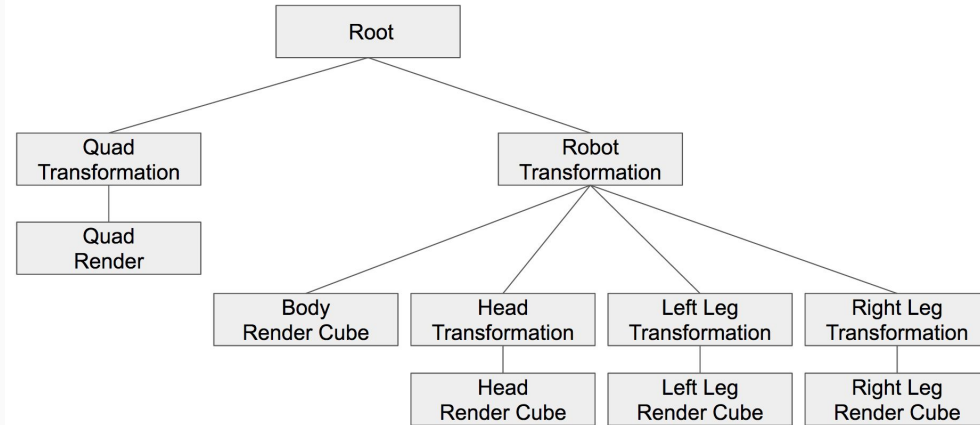 Root
Quad
Transformation
Robot
Transformation
Quad
Render
Body
Render Cube
Head
Transformation
Left Leg
Transformation
Right Leg
Transformation
Head
Render Cube
Left Leg
Render Cube
Right Leg
Render Cube